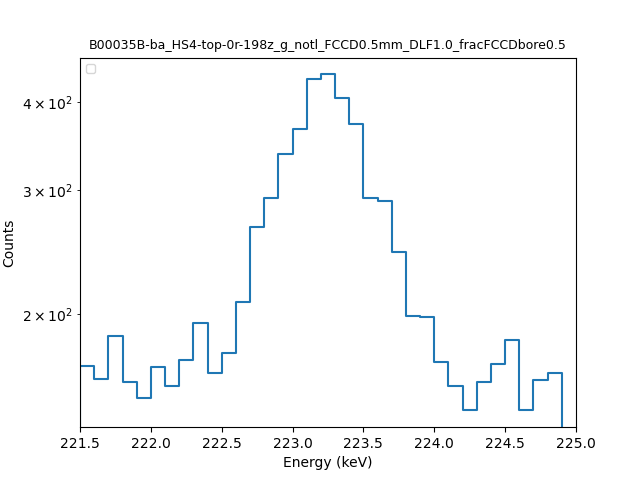 B00035B-ba_HS4-top-0r-198z_g_notl_FCCD0.5mm_DLF1.0_fracFCCDbore0.5
4 × 10²
3 × 10²
2 × 10²
Counts
221.5 222.0 222.5 223.0 223.5 224.0 224.5 225.0
Energy (keV)